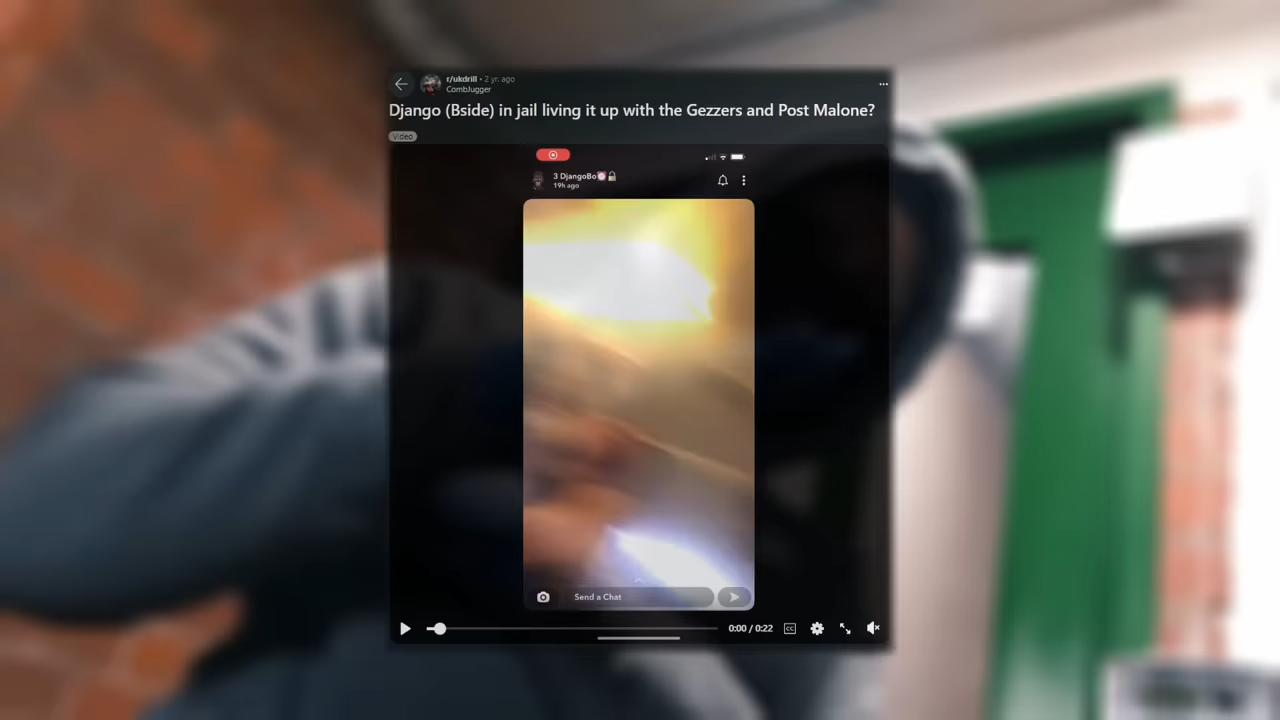 r/ukdrill • 2 yr. ago
CombJugger
Django (Bside) in jail living it up with the Gezzers and Post Malone?
Video
3 DjangoBo
19h ago
Send a Chat
0:00 / 0:22
CC